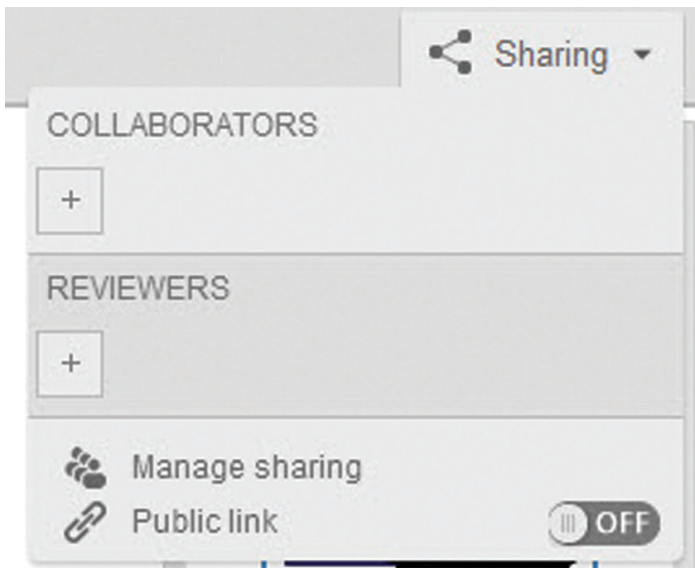 Sharing
COLLABORATORS
+
REVIEWERS
+
Manage sharing
Public link OFF